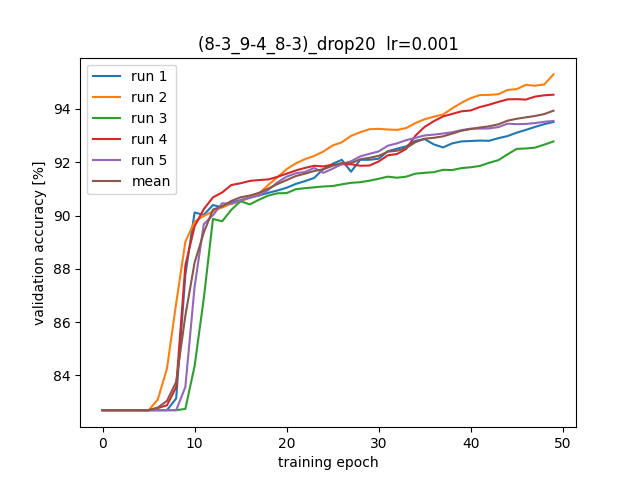 (8-3_9-4_8-3)_drop20  lr=0.001
run 1
run 2
run 3
run 4
run 5
mean
validation accuracy [%]
94
92
90
88
86
84
0 10 20 30 40 50
training epoch